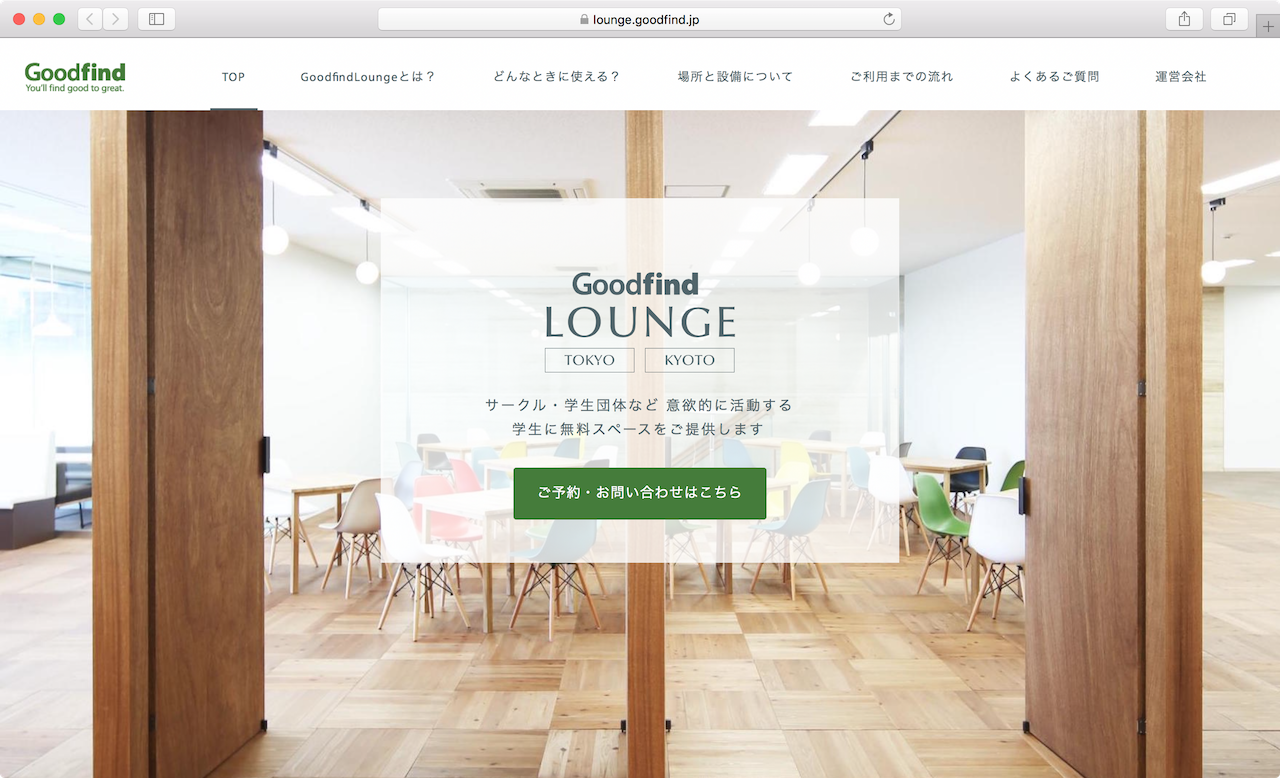 lounge.goodfind.jp
Goodfind
You'll find good to great.
TOP
GoodfindLoungeとは？
どんなときに使える？
場所と設備について
ご利用までの流れ
よくあるご質問
運営会社
Goodfind
LOUNGE
TOKYO KYOTO
サークル・学生団体など 意欲的に活動する
学生に無料スペースをご提供します
ご予約・お問い合わせはこちら